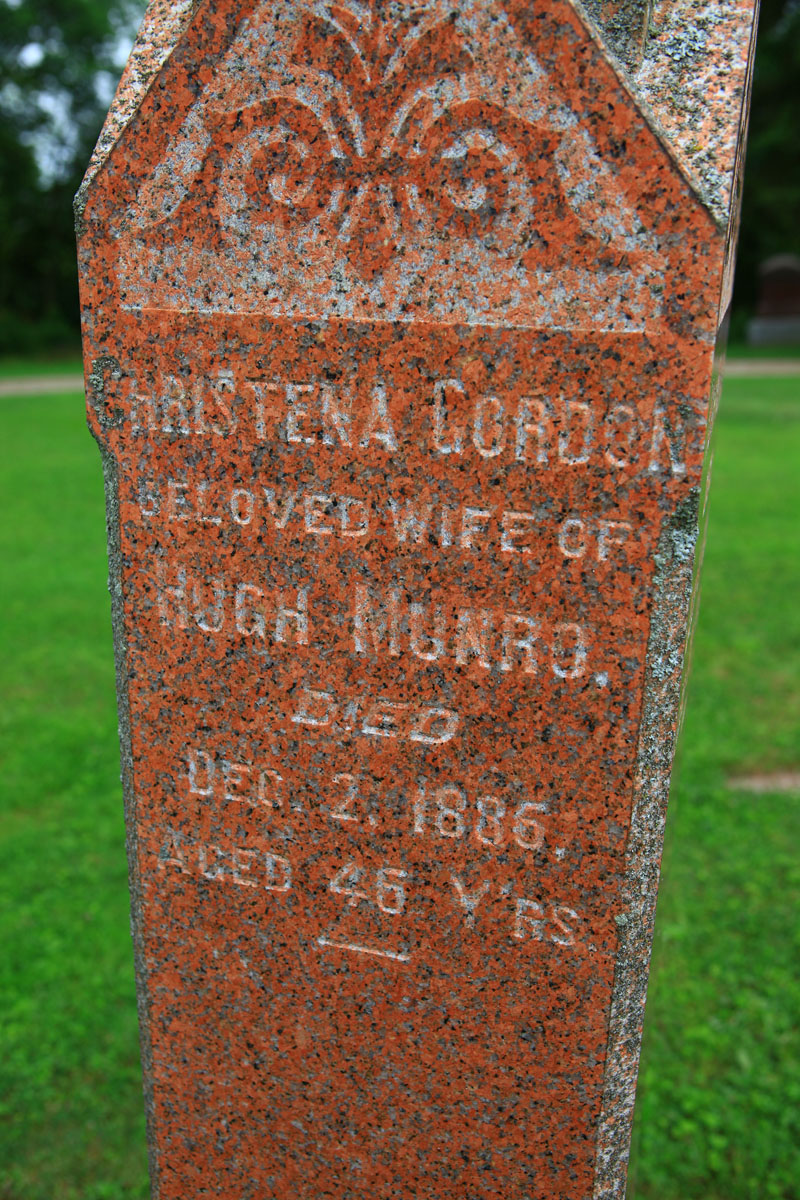 CHRISTENA GORDON
BELOVED WIFE OF
HUGH MUNRO.
DIED
DEC. 2. 1886,
AGED 46 Y'RS.